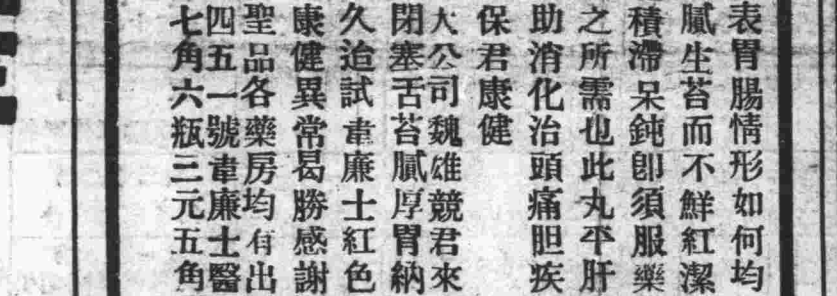 表胃腸情形如何均
膩生苔而不鮮紅潔
積滯呆鈍卽須服藥
之所需也此丸平肝
助消化治頭痛胆疾
保君康健
大公司魏雄競君來
閉塞舌苔膩厚胃納
久迨試韋廉士紅色
康健異常曷勝感謝
聖品各藥房均有出
四五一號韋廉士醫
七角六瓶三元五角